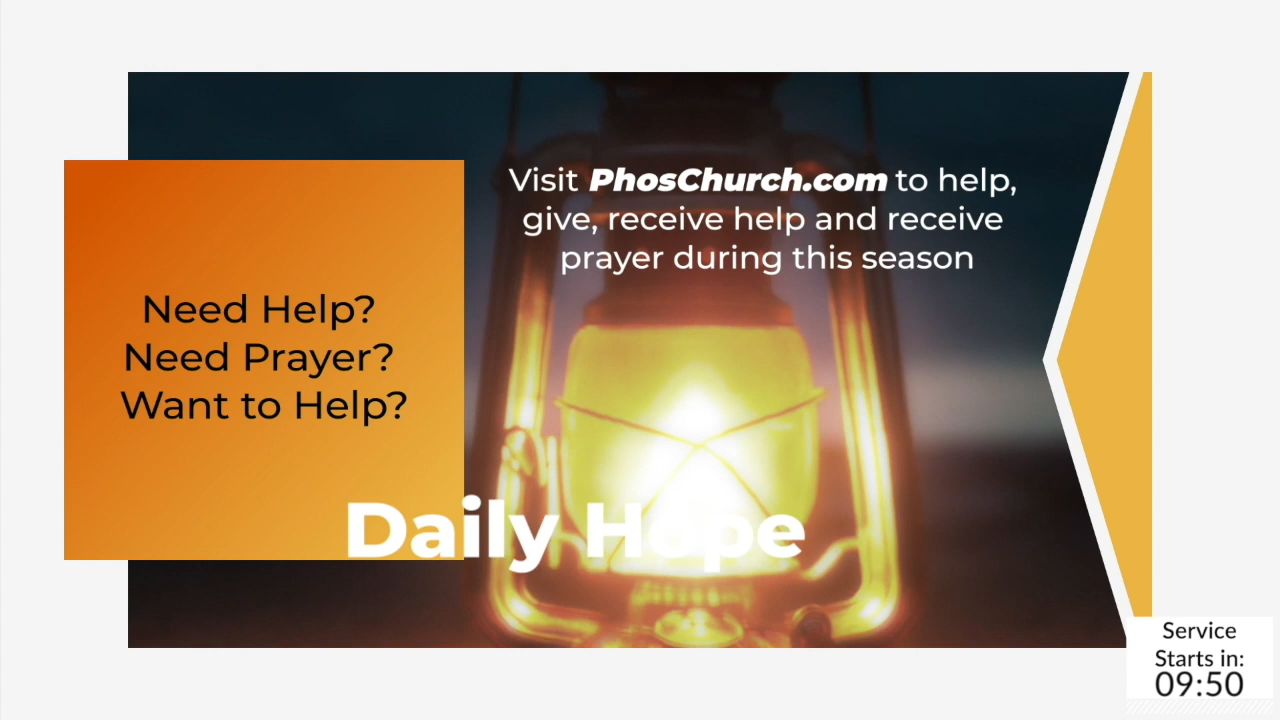 Visit PhosChurch.com to help,
give, receive help and receive
prayer during this season
Need Help?
Need Prayer?
Want to Help?
Daily Hope
Service
Starts in:
09:50